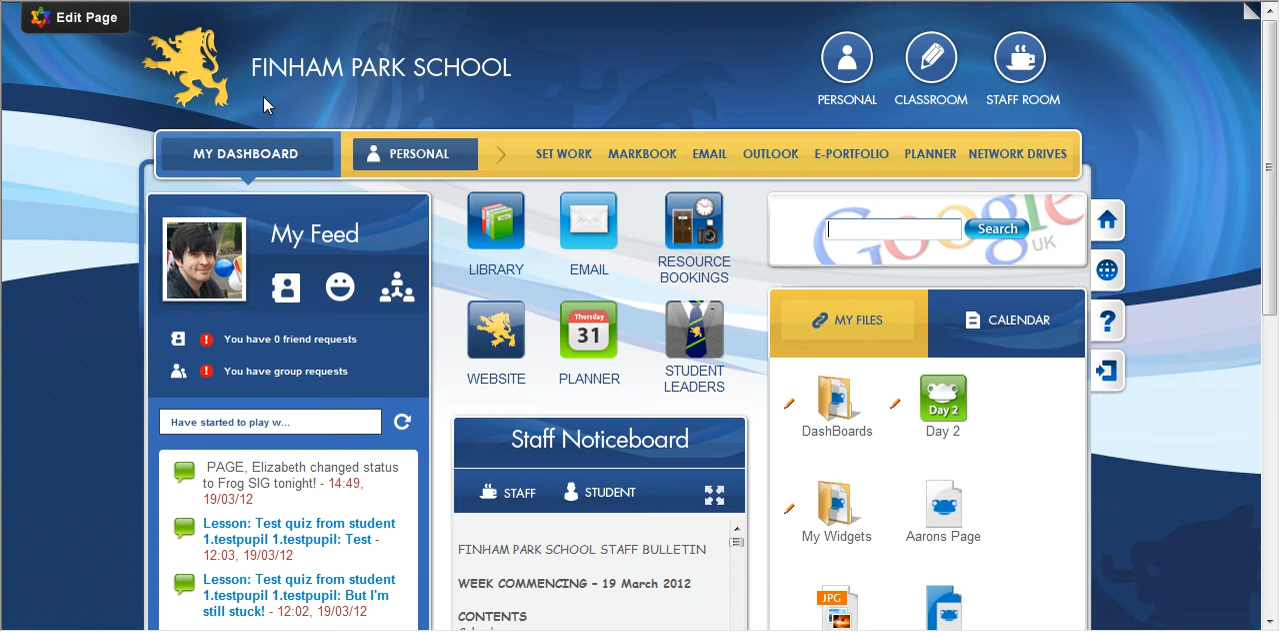 Edit Page
FINHAM PARK SCHOOL
PERSONAL
CLASSROOM
STAFF ROOM
MY DASHBOARD
PERSONAL
SET WORK
MARKBOOK
EMAIL
OUTLOOK
E-PORTFOLIO
PLANNER
NETWORK DRIVES
My Feed
You have 0 friend requests
You have group requests
Have started to play w...
PAGE, Elizabeth changed status
to Frog SIG tonight! - 14:49,
19/03/12
Lesson: Test quiz from student
1.testpupil 1.testpupil: Test -
12:03, 19/03/12
Lesson: Test quiz from student
1.testpupil 1.testpupil: But I'm
still stuck! - 12:02, 19/03/12
LIBRARY
EMAIL
RESOURCE
BOOKINGS
Thursday
31
WEBSITE
PLANNER
STUDENT
LEADERS
Staff Noticeboard
STAFF
STUDENT
FINHAM PARK SCHOOL STAFF BULLETIN
WEEK COMMENCING – 19 March 2012
CONTENTS
Google
UK
Search
MY FILES
CALENDAR
DashBoards
Day 2
Day 2
My Widgets
Aarons Page
JPG
?